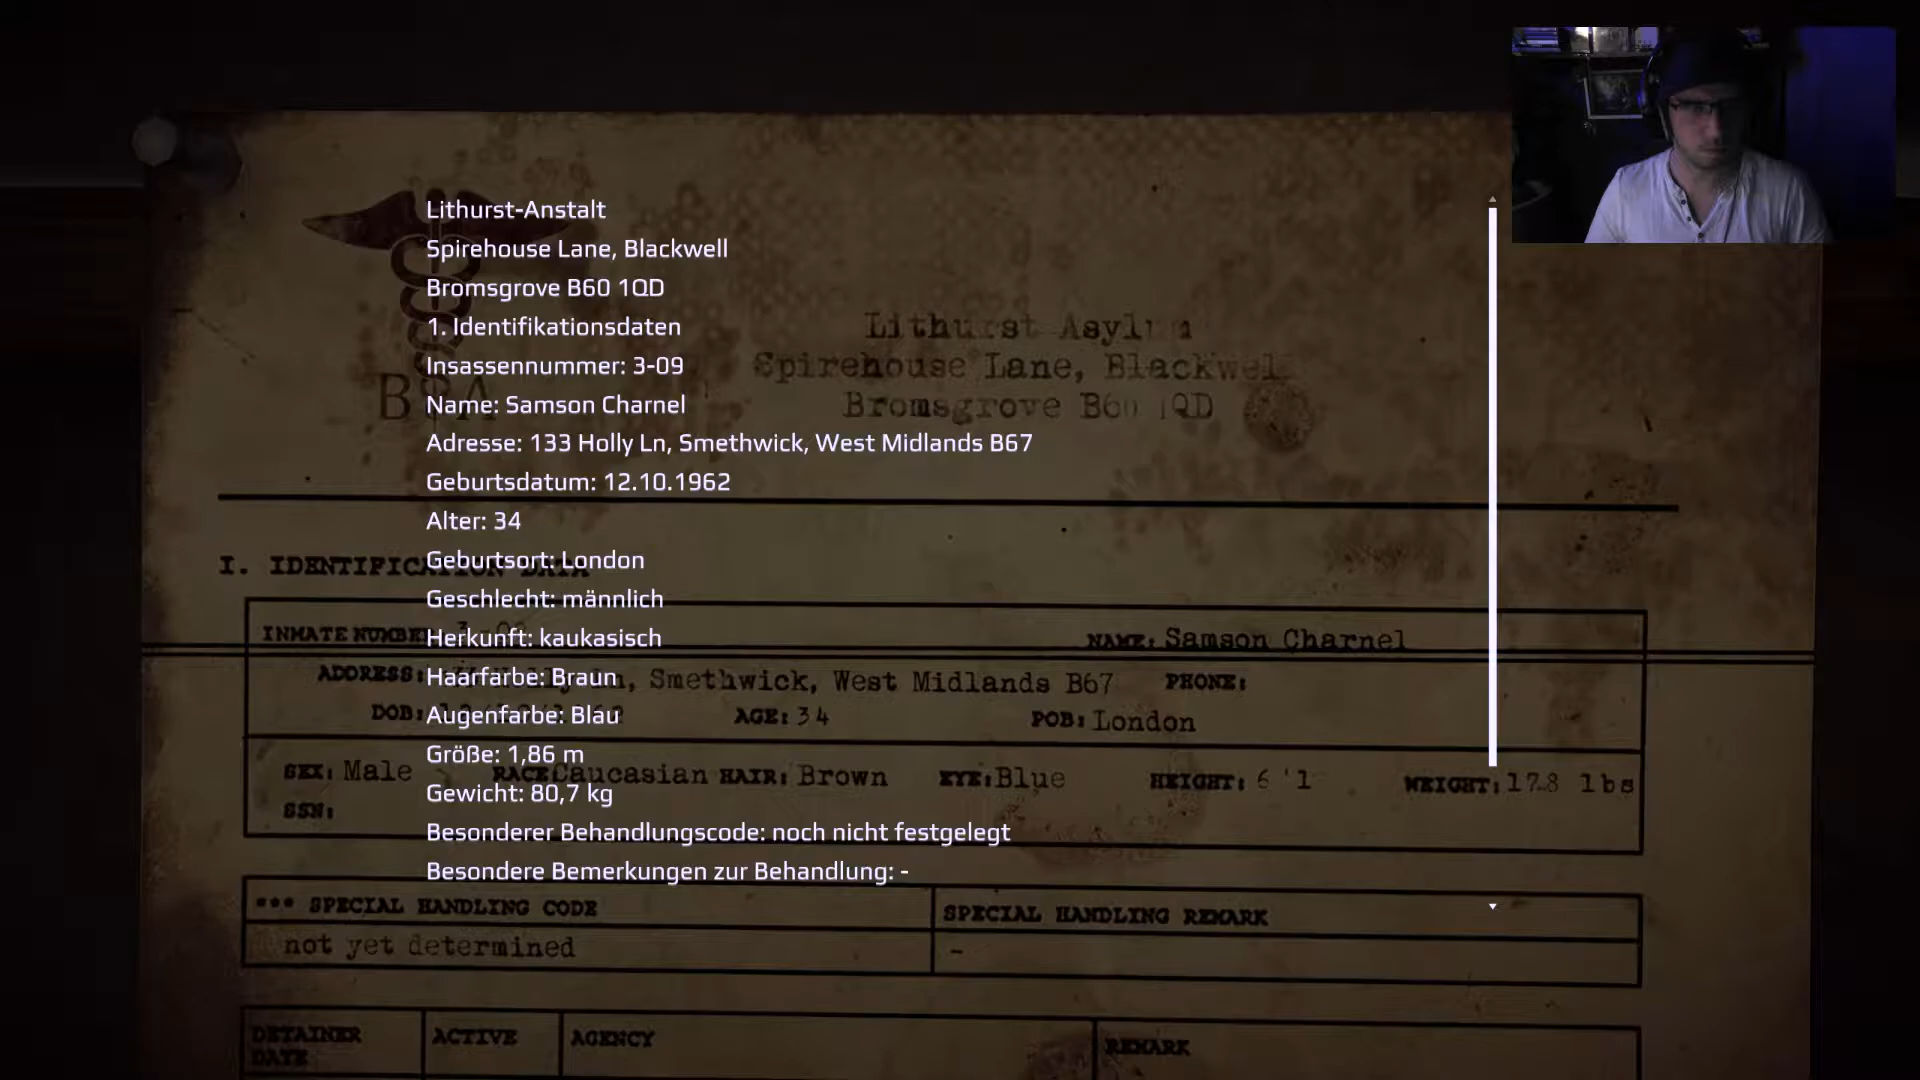 Lithurst-Anstalt
Spirehouse Lane, Blackwell
Bromsgrove B60 1QD
1. Identifikationsdaten
Insassennummer: 3-09
Name: Samson Charnel
Adresse: 133 Holly Ln, Smethwick, West Midlands B67
Geburtsdatum: 12.10.1962
Alter: 34
Geburtsort: London
Geschlecht: männlich
Herkunft: kaukasisch
Haarfarbe: Braun
Augenfarbe: Blau
Größe: 1,86 m
Gewicht: 80,7 kg
Besonderer Behandlungscode: noch nicht festgelegt
Besondere Bemerkungen zur Behandlung: -
Lithurst
Spirehouse Lane,
Bromsgrove 1QD
I. IDENTIFICATION DATA
INMATE NUMBER NAME: Samson Charnel
ADDRESS: Smethwick, West Midlands B67 PHONE:
DOB: AGE: 34 POB: London
SEX: Male RACE Caucasian HAIR: Brown EYE: Blue HEIGHT: 6'1 WEIGHT: 178 lbs
SSN:
*** SPECIAL HANDLING CODE SPECIAL HANDLING REMARK
not yet determined -
DETAINER DATE ACTIVE AGENCY REMARK